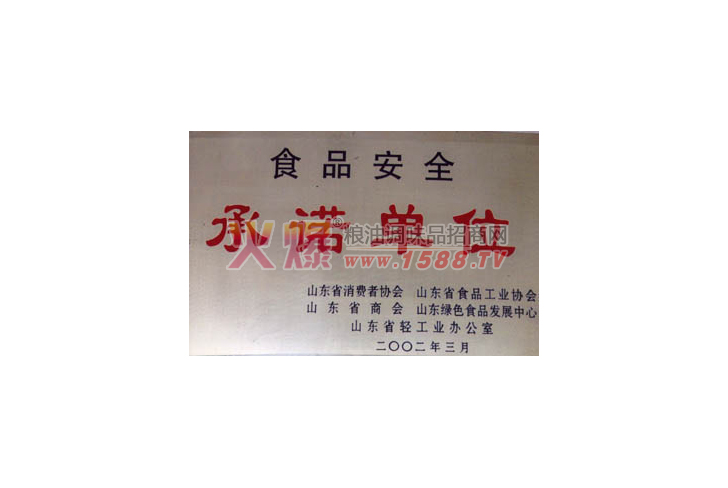 食品安全
承诺单位
火爆®粮油调味品招商网
www.1588.TV
山东省消费者协会 山东省食品工业协会
山东省商会 山东绿色食品发展中心
山东省轻工业办公室
二〇〇二年三月